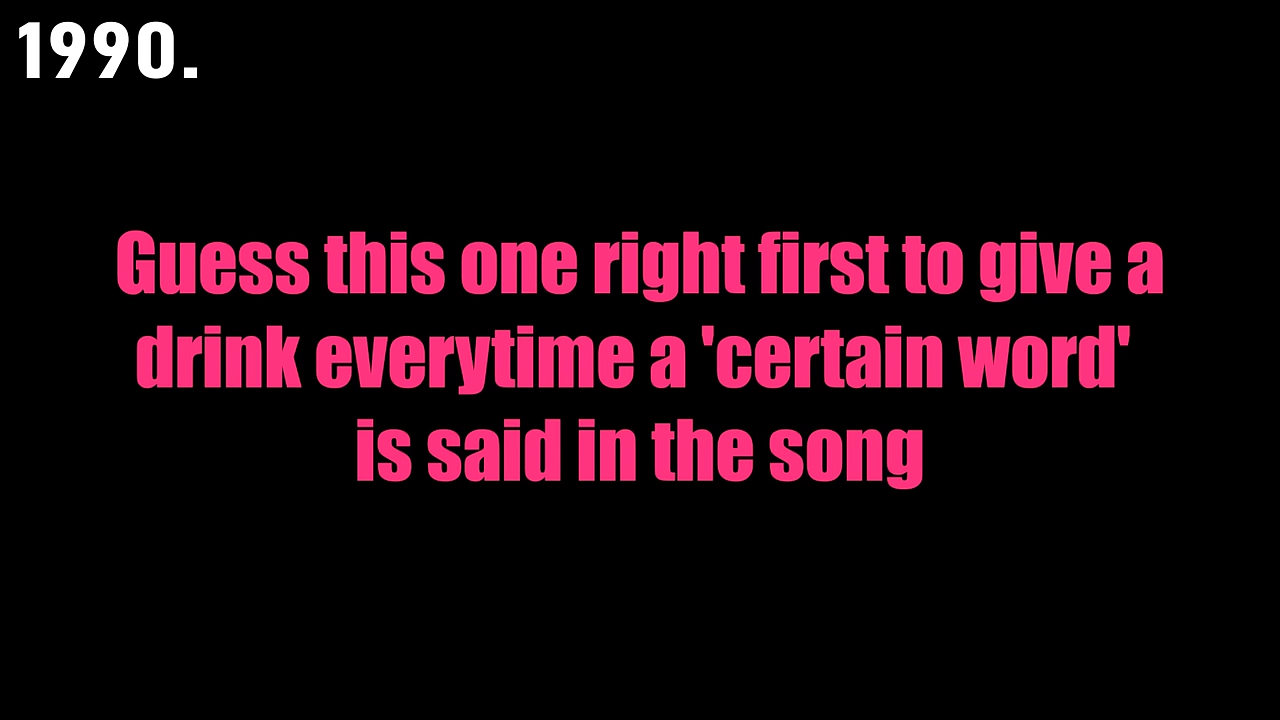 1990.
Guess this one right first to give a
drink everytime a 'certain word'
is said in the song